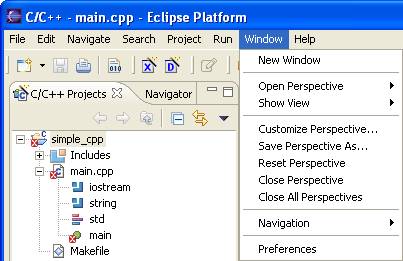 C/C++ - main.cpp - Eclipse Platform
File Edit Navigate Search Project Run Window Help
New Window
Open Perspective
Show View
Customize Perspective...
Save Perspective As...
Reset Perspective
Close Perspective
Close All Perspectives
Navigation
Preferences
C/C++ Projects Navigator
simple_cpp
Includes
main.cpp
iostream
string
std
main
Makefile